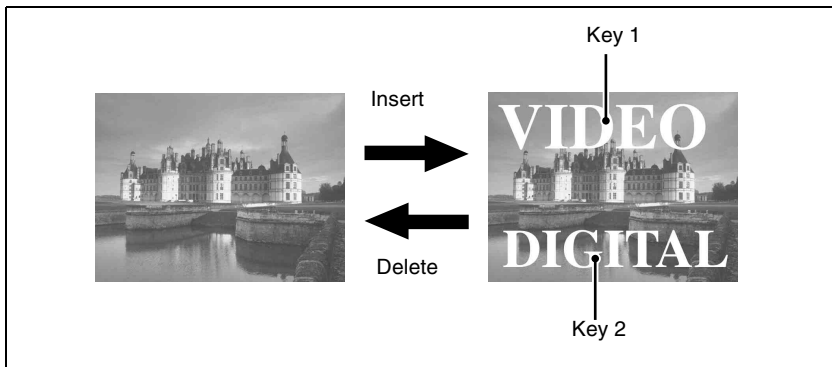 Key 1
Insert
VIDEO
Delete
DIGITAL
Key 2